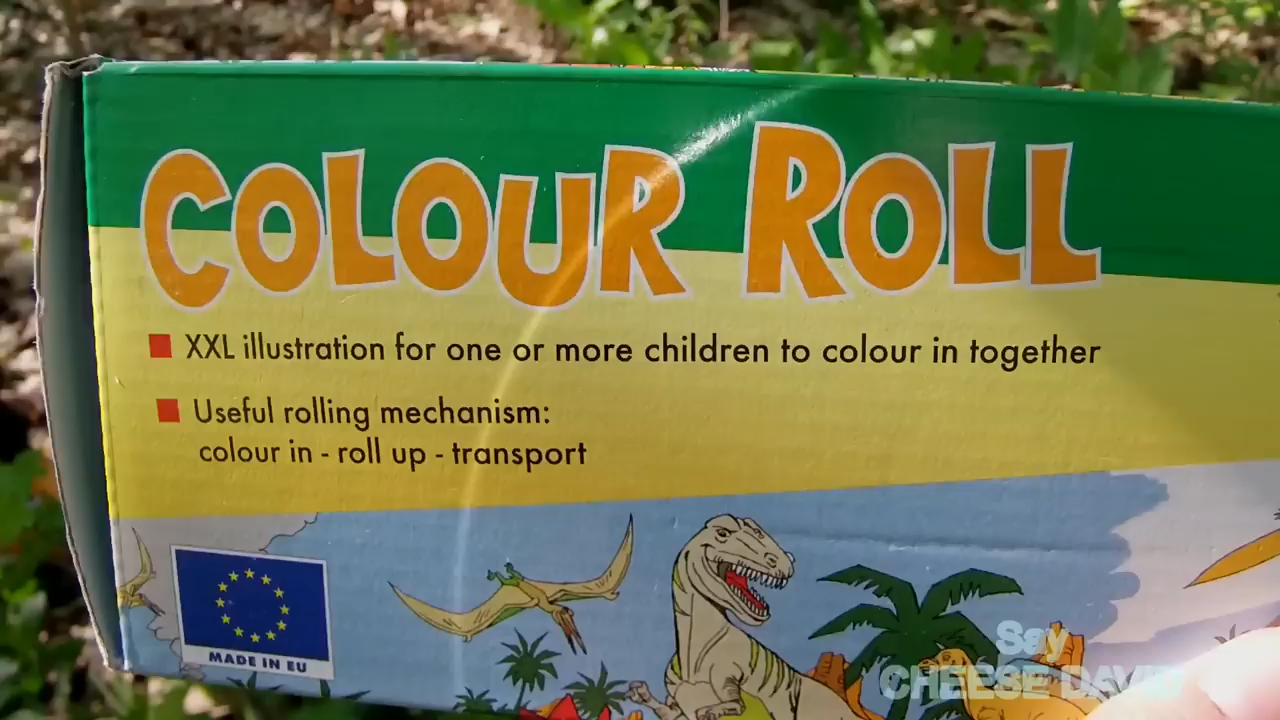 COLOUR ROLL
XXL illustration for one or more children to colour in together
Useful rolling mechanism:
colour in - roll up - transport
MADE IN EU
Say
CHEESE DAVID